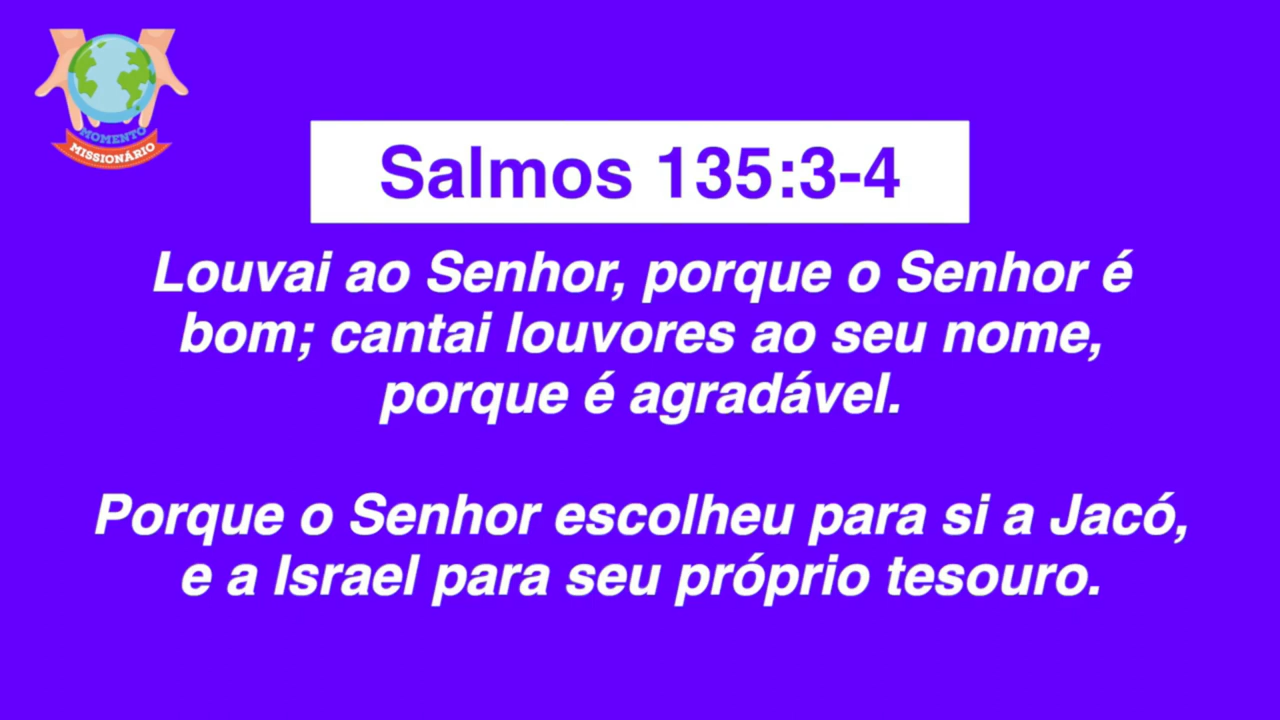 MOMENTO
MISSIONÁRIO
Salmos 135:3-4
Louvai ao Senhor, porque o Senhor é
bom; cantai louvores ao seu nome,
porque é agradável.
Porque o Senhor escolheu para si a Jacó,
e a Israel para seu próprio tesouro.